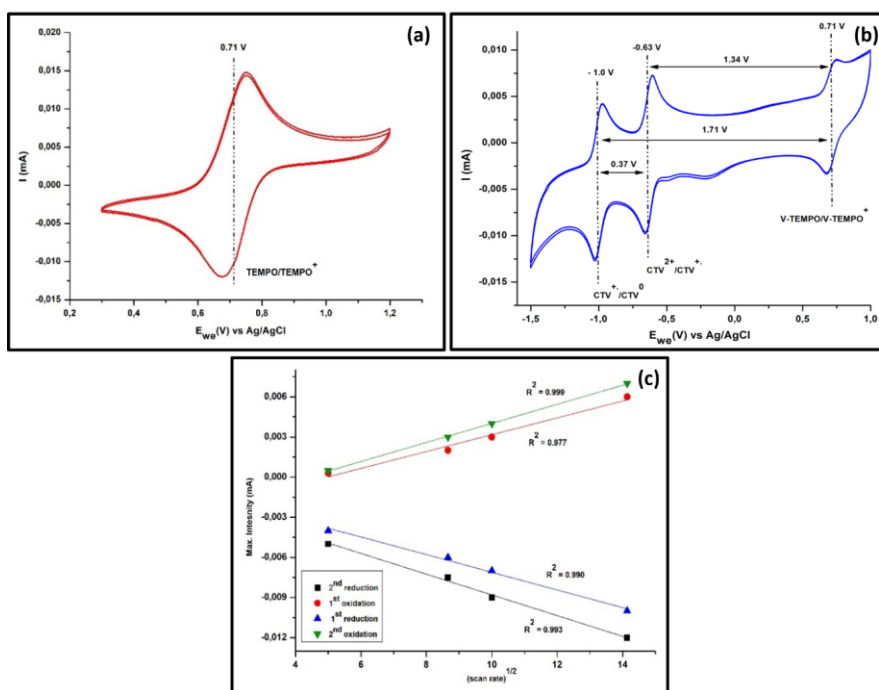 (a)
0.71 V
0,020
0,015
0,010
0,005
0,000
-0,005
-0,010
-0,015
I (mA)
TEMPO/TEMPO+
0,2 0,4 0,6 0,8 1,0 1,2
Ewe(V) vs Ag/AgCl
(b)
0.71 V
-0.63 V
- 1.0 V
1.34 V
1.71 V
0.37 V
0,010
0,005
0,000
-0,005
-0,010
-0,015
I (mA)
V-TEMPO/V-TEMPO+
CTV2+/CTV+.
CTV+./CTV0
-1,5 -1,0 -0,5 0,0 0,5 1,0
Ewe(V) vs Ag/AgCl
(c)
R2 = 0.999
R2 = 0.977
R2 = 0.990
R2 = 0.993
0,006
0,003
0,000
-0,003
-0,006
-0,009
-0,012
Max. Intesnity (mA)
2nd reduction
1st oxidation
1st reduction
2nd oxidation
4 6 8 10 12 14
(scan rate)1/2